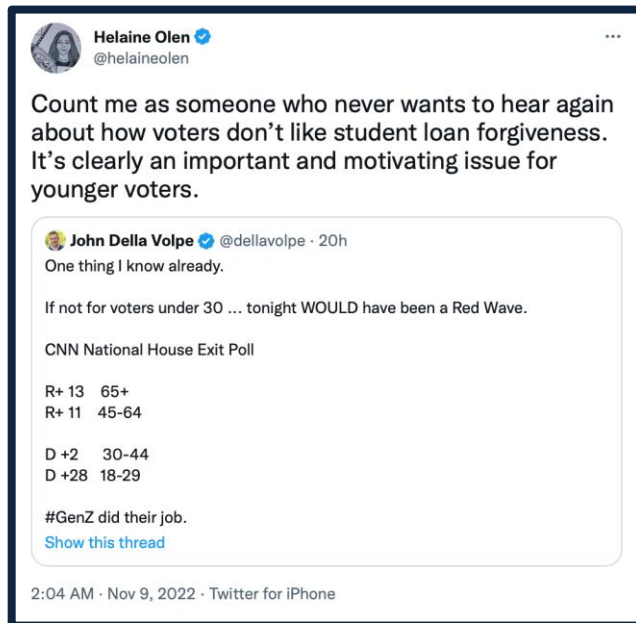 Helaine Olen
@helaineolen
Count me as someone who never wants to hear again
about how voters don’t like student loan forgiveness.
It’s clearly an important and motivating issue for
younger voters.
John Della Volpe @dellavolpe · 20h
One thing I know already.
If not for voters under 30 ... tonight WOULD have been a Red Wave.
CNN National House Exit Poll
R+ 13 65+
R+ 11 45-64
D +2 30-44
D +28 18-29
#GenZ did their job.
Show this thread
2:04 AM · Nov 9, 2022 · Twitter for iPhone